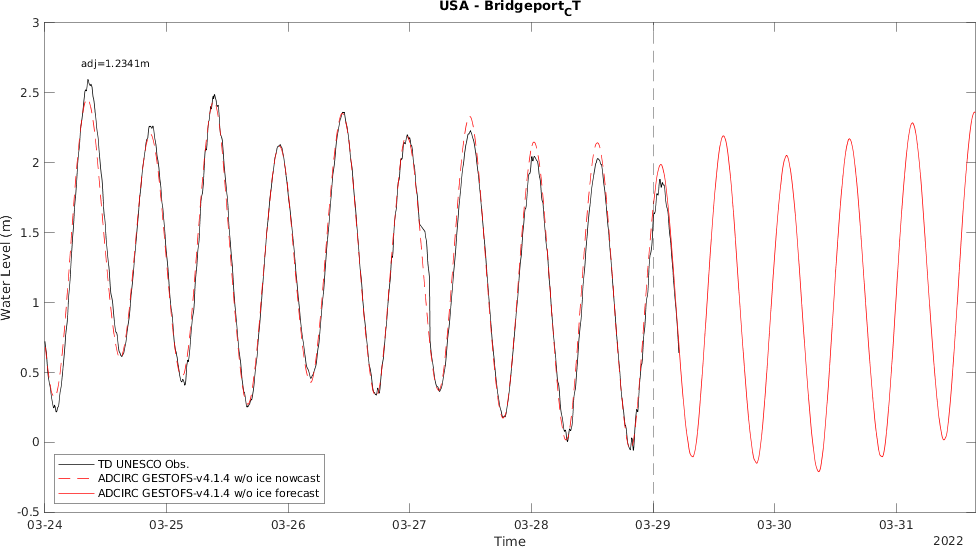 USA - Bridgeport_CT
adj=1.2341m
3
2.5
2
1.5
1
0.5
0
-0.5
Water Level (m)
TD UNESCO Obs.
ADCIRC GESTOFS-v4.1.4 w/o ice nowcast
ADCIRC GESTOFS-v4.1.4 w/o ice forecast
03-24 03-25 03-26 03-27 03-28 03-29 03-30 03-31
Time
2022